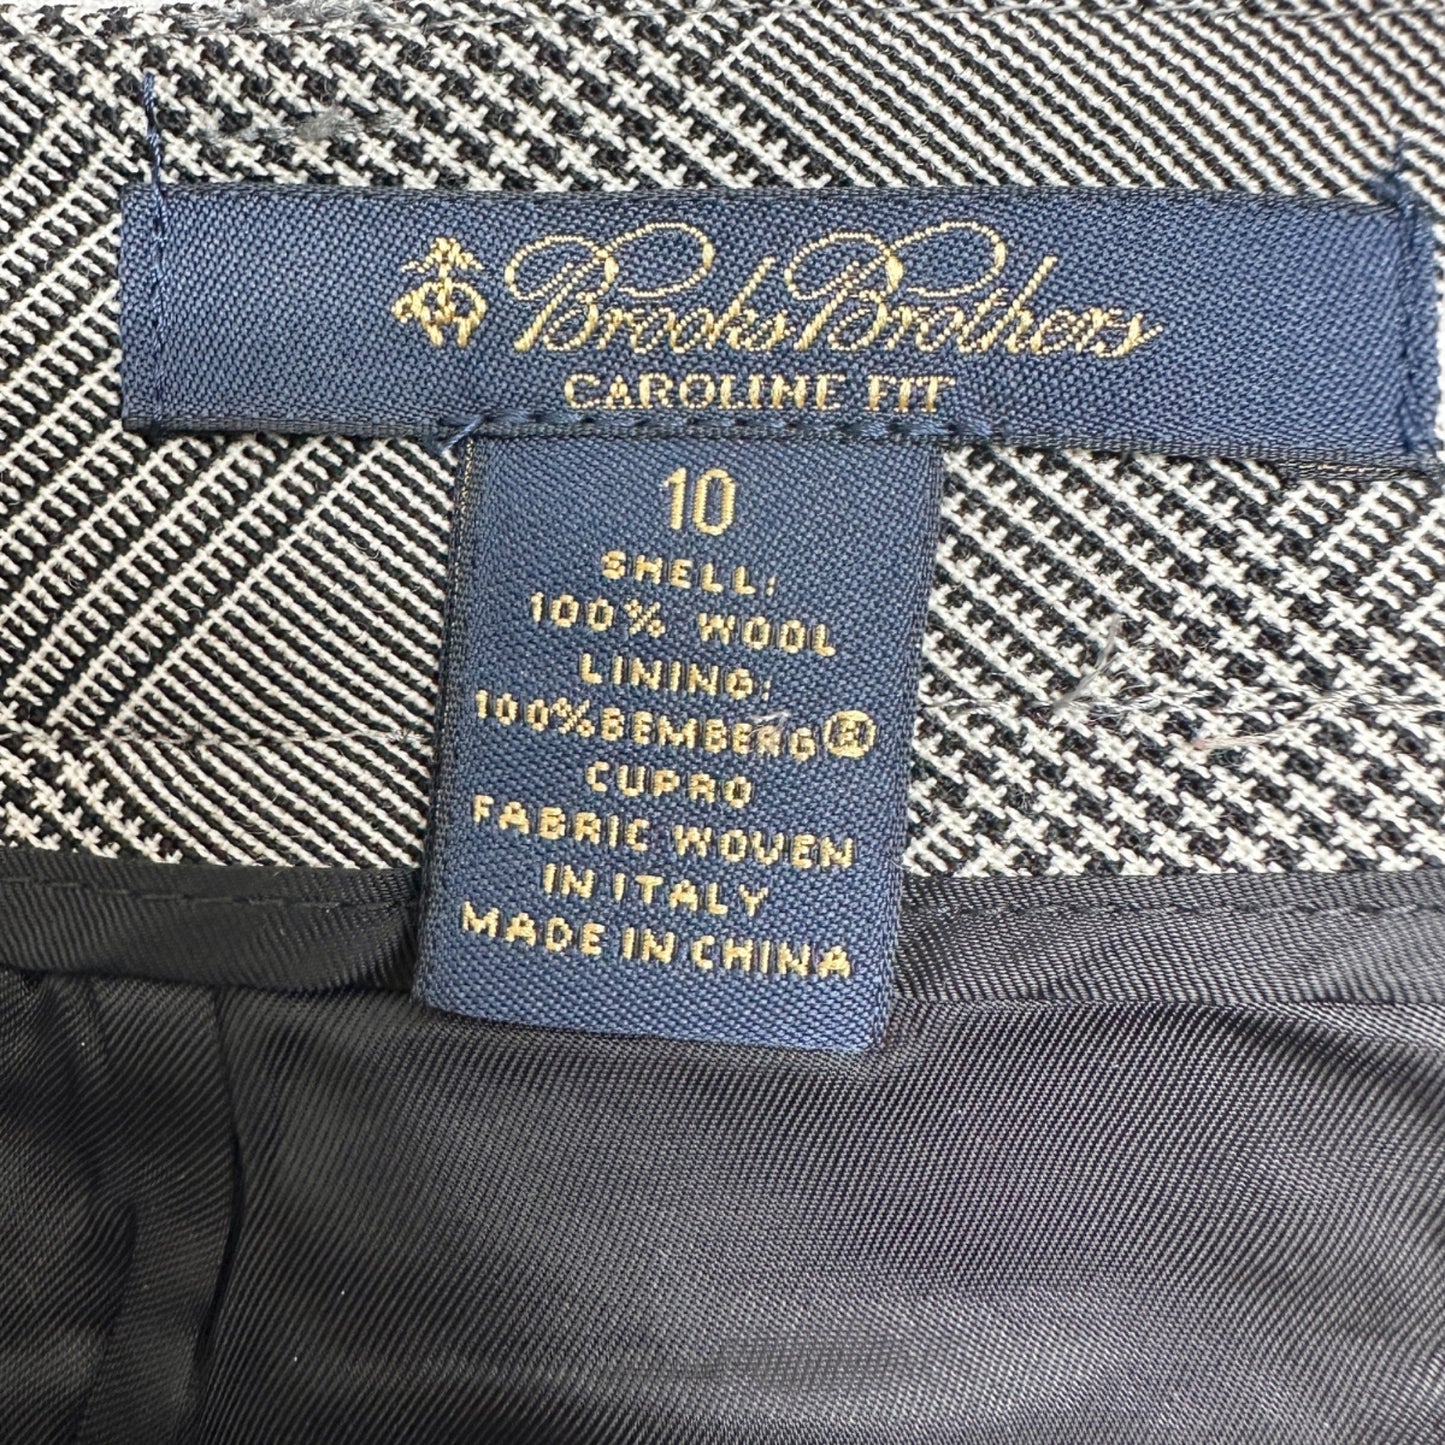 Brooks Brothers
CAROLINE FIT
10
SHELL:
100% WOOL
LINING:
100%BEMBERG®
CUPRO
FABRIC WOVEN
IN ITALY
MADE IN CHINA